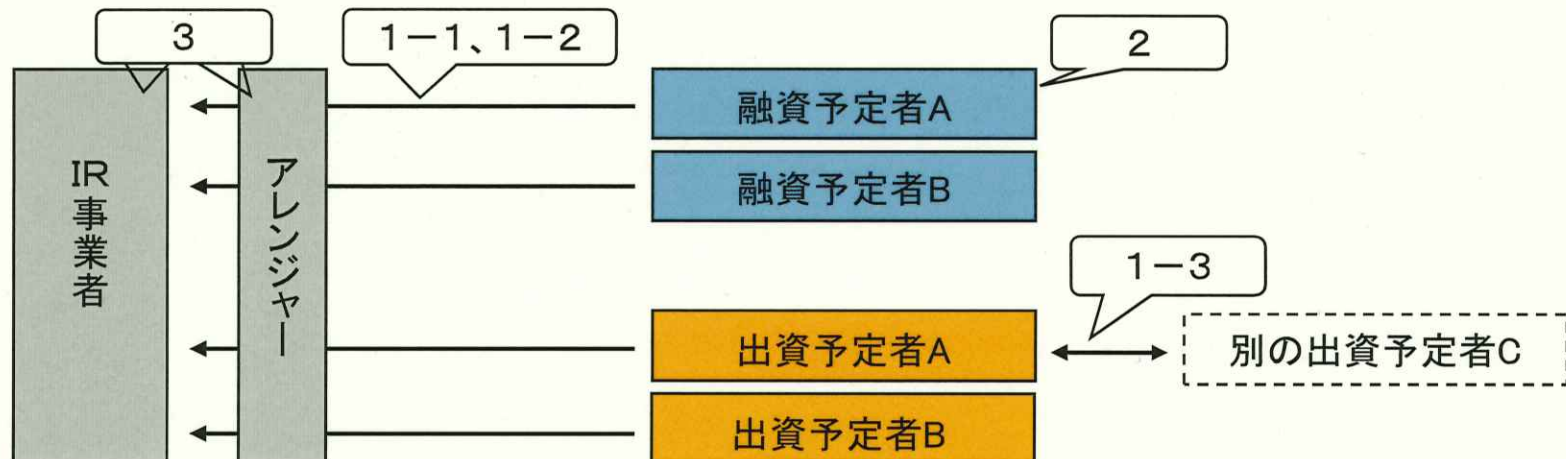 3
1-1、1-2
2
融資予定者A
IR事業者
アレンジャー
融資予定者B
1-3
出資予定者A
別の出資予定者C
出資予定者B